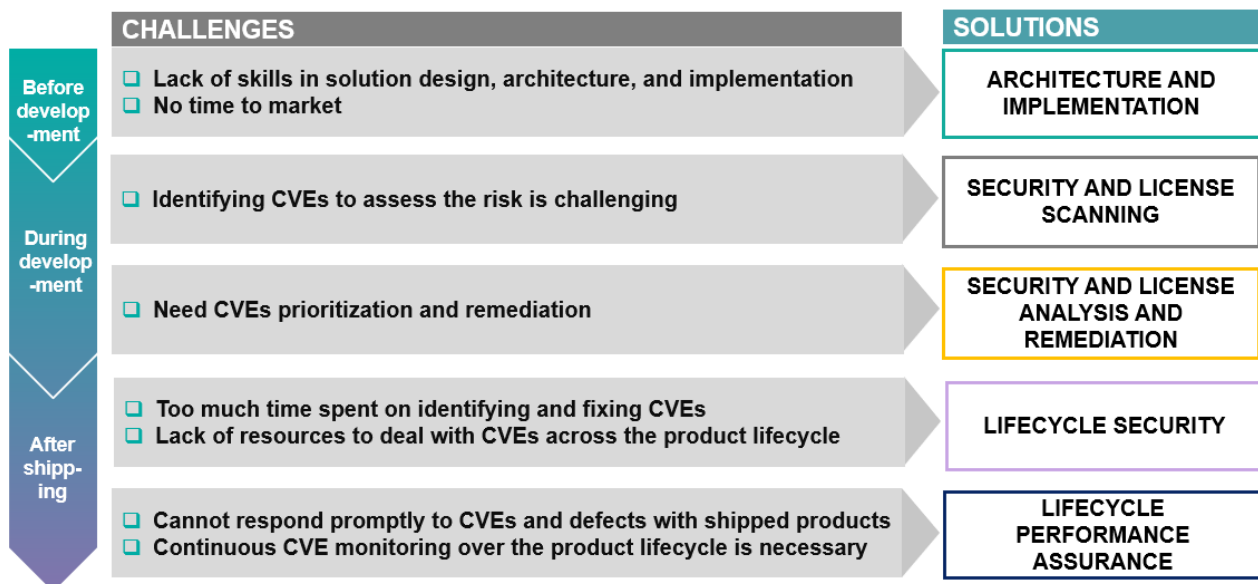 CHALLENGES
SOLUTIONS
Before
develop
-ment
Lack of skills in solution design, architecture, and implementation
No time to market
ARCHITECTURE AND
IMPLEMENTATION
During
develop
-ment
Identifying CVEs to assess the risk is challenging
SECURITY AND LICENSE
SCANNING
Need CVEs prioritization and remediation
SECURITY AND LICENSE
ANALYSIS AND
REMEDIATION
After
shipp-
ing
Too much time spent on identifying and fixing CVEs
Lack of resources to deal with CVEs across the product lifecycle
LIFECYCLE SECURITY
Cannot respond promptly to CVEs and defects with shipped products
Continuous CVE monitoring over the product lifecycle is necessary
LIFECYCLE
PERFORMANCE
ASSURANCE